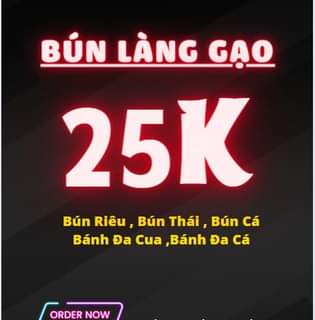 BÚN LÀNG GẠO
25K
Bún Riêu , Bún Thái , Bún Cá
Bánh Đa Cua ,Bánh Đa Cá
ORDER NOW